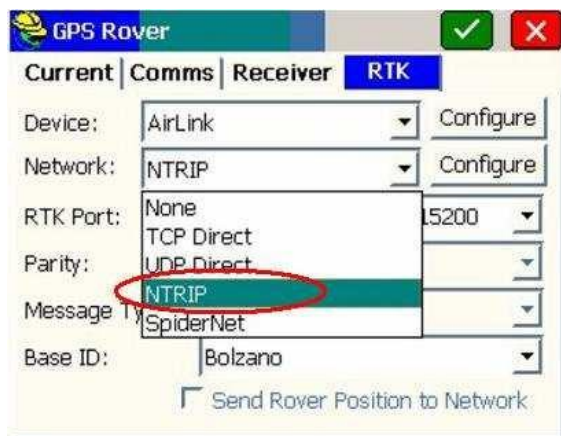 GPS Rover
Current Comms Receiver RTK
Device: AirLink Configure
Network: NTRIP Configure
RTK Port: None 15200
TCP Direct
Parity: UDP Direct
NTRIP
Message Ty SpiderNet
Base ID: Bolzano
Send Rover Position to Network